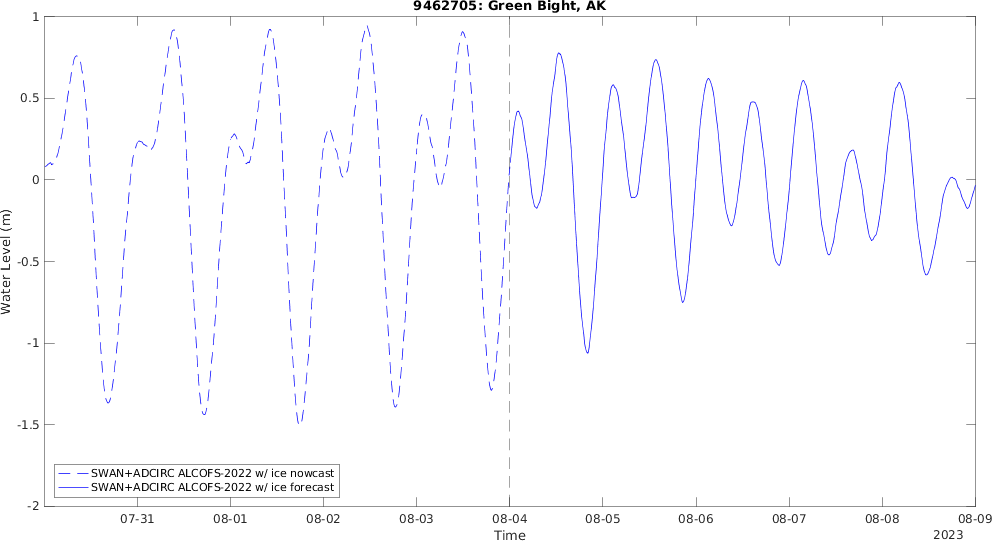 9462705: Green Bight, AK
Water Level (m)
1
0.5
0
-0.5
-1
-1.5
-2
SWAN+ADCIRC ALCOFS-2022 w/ ice nowcast
SWAN+ADCIRC ALCOFS-2022 w/ ice forecast
07-31 08-01 08-02 08-03 08-04 08-05 08-06 08-07 08-08 08-09
Time
2023